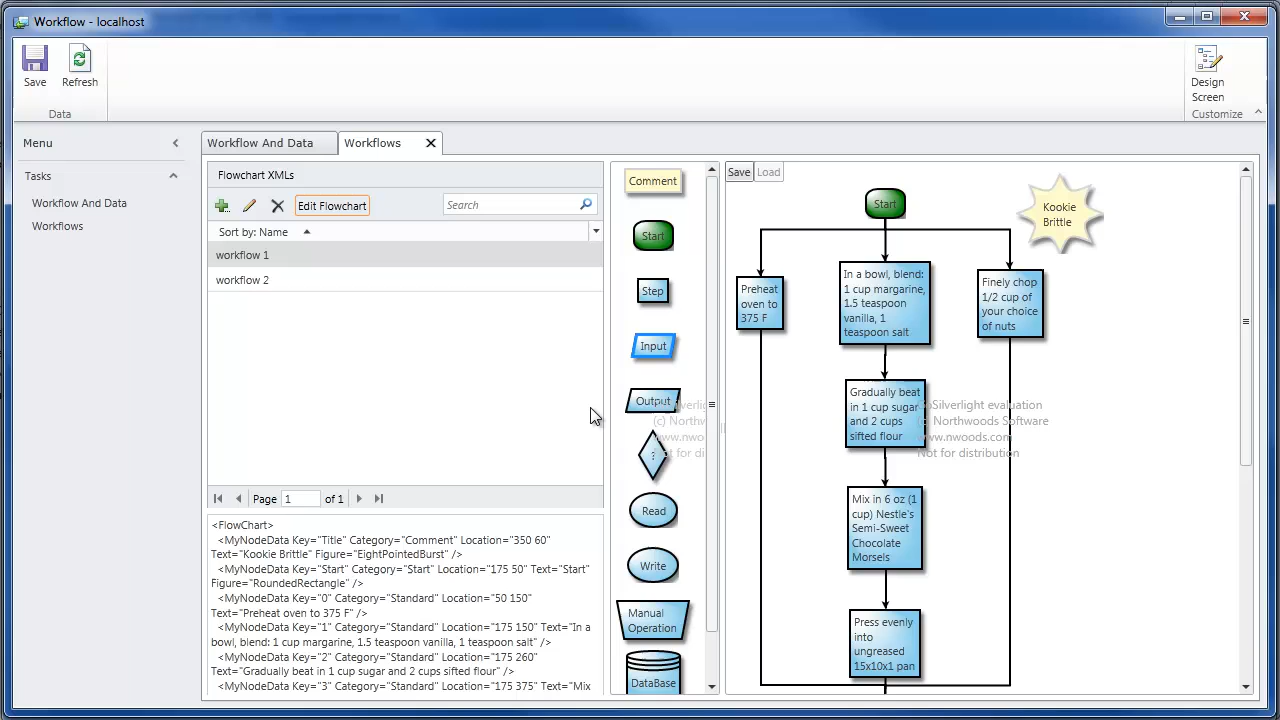 Workflow - localhost
Save
Refresh
Data
Design
Screen
Customize
Menu
Tasks
Workflow And Data
Workflows
Workflow And Data
Workflows
Flowchart XMLs
Edit Flowchart
Search
Sort by: Name
workflow 1
workflow 2
Page 1 of 1
<FlowChart>
<MyNodeData Key="Title" Category="Comment" Location="350 60"
Text="Kookie Brittle" Figure="EightPointedBurst" />
<MyNodeData Key="Start" Category="Start" Location="175 50" Text="Start"
Figure="RoundedRectangle" />
<MyNodeData Key="0" Category="Standard" Location="50 150"
Text="Preheat oven to 375 F" />
<MyNodeData Key="1" Category="Standard" Location="175 150" Text="In a
bowl, blend: 1 cup margarine, 1.5 teaspoon vanilla, 1 teaspoon salt" />
<MyNodeData Key="2" Category="Standard" Location="175 260"
Text="Gradually beat in 1 cup sugar and 2 cups sifted flour" />
<MyNodeData Key="3" Category="Standard" Location="175 375" Text="Mix
Comment
Start
Step
Input
Output
?
Read
Write
Manual
Operation
DataBase
(c) Northw
www.nwo
Not for di
Save
Load
Start
Kookie
Brittle
Preheat
oven to
375 F
In a bowl, blend:
1 cup margarine,
1.5 teaspoon
vanilla, 1
teaspoon salt
Finely chop
1/2 cup of
your choice
of nuts
Gradually beat
in 1 cup sugar
and 2 cups
sifted flour
GoSilverlight evaluation
(c) Northwoods Software
www.nwoods.com
Not for distribution
Mix in 6 oz (1
cup) Nestle's
Semi-Sweet
Chocolate
Morsels
Press evenly
into
ungreased
15x10x1 pan